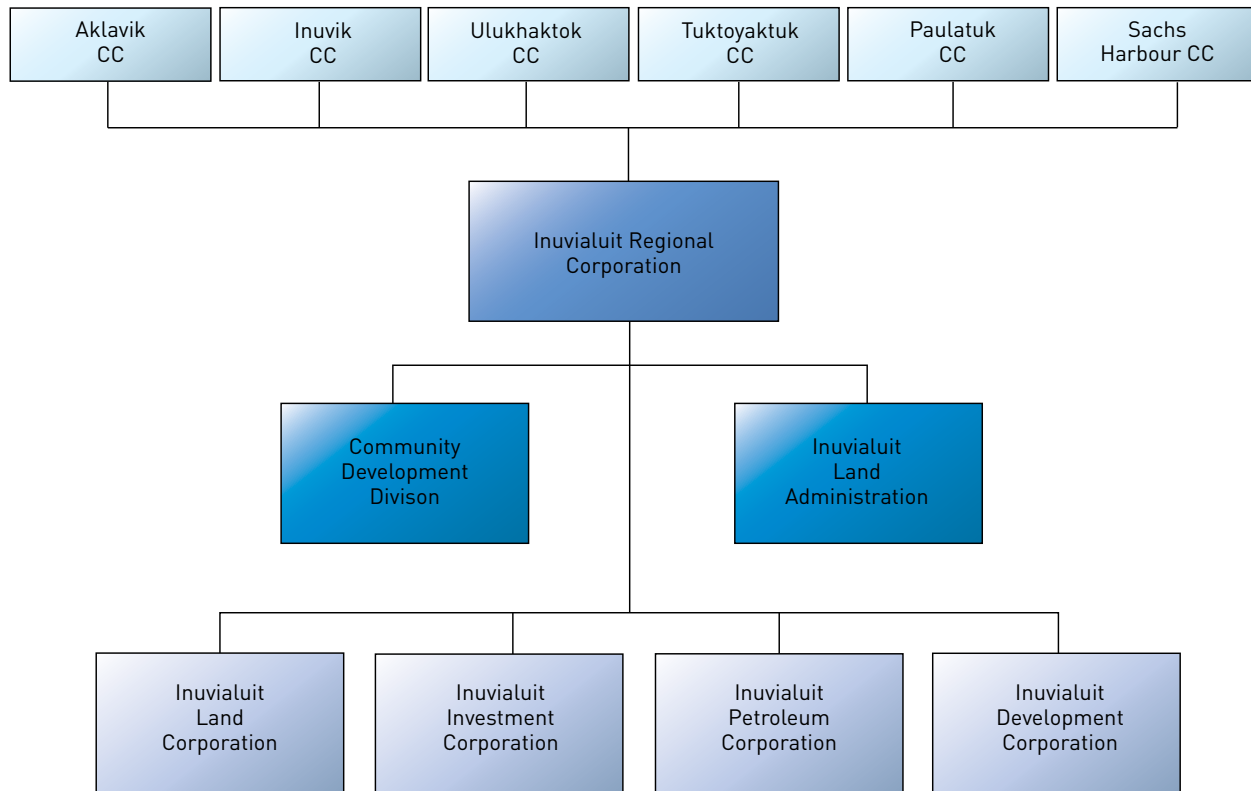 Aklavik
CC
Inuvik
CC
Ulukhaktok
CC
Tuktoyaktuk
CC
Paulatuk
CC
Sachs
Harbour CC
Inuvialuit Regional
Corporation
Community
Development
Divison
Inuvialuit
Land
Administration
Inuvialuit
Land
Corporation
Inuvialuit
Investment
Corporation
Inuvialuit
Petroleum
Corporation
Inuvialuit
Development
Corporation